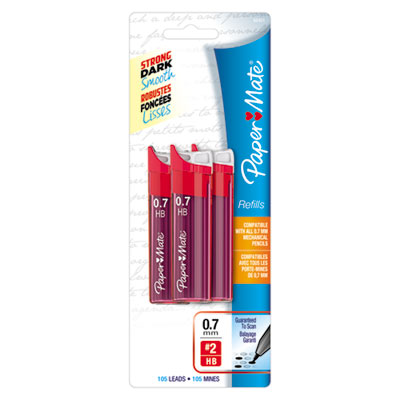 STRONG
DARK
Smooth
ROBUSTES
FONCÉES
Lisses
Paper Mate
Refills
COMPATIBLE
WITH ALL 0.7 MM
MECHANICAL
PENCILS
COMPATIBLES
AVEC TOUS LES
PORTE-MINES
DE 0.7 MM
0.7
HB
Paper Mate
0.7
HB
Paper Mate
0.7
mm
#2
HB
Guaranteed
To Scan
Balayage
Garanti
105 LEADS • 105 MINES